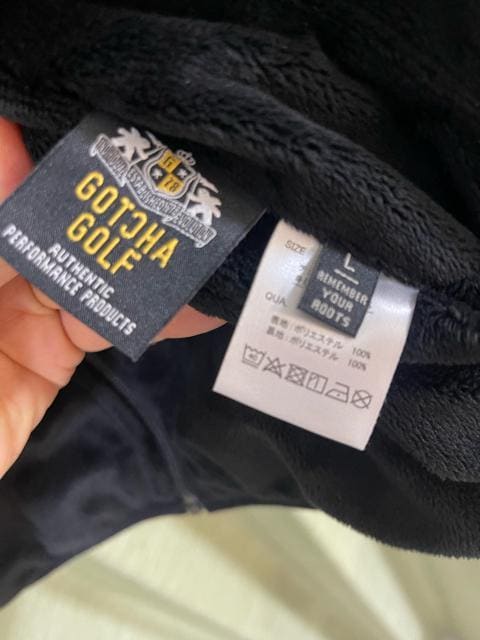 G
78
GOTCHA
GOLF
AUTHENTIC
PERFORMANCE PRODUCTS
SIZE
L
REMEMBER
YOUR
ROOTS
QUA
表地:ポリエステル 100%
裏地:ポリエステル 100%